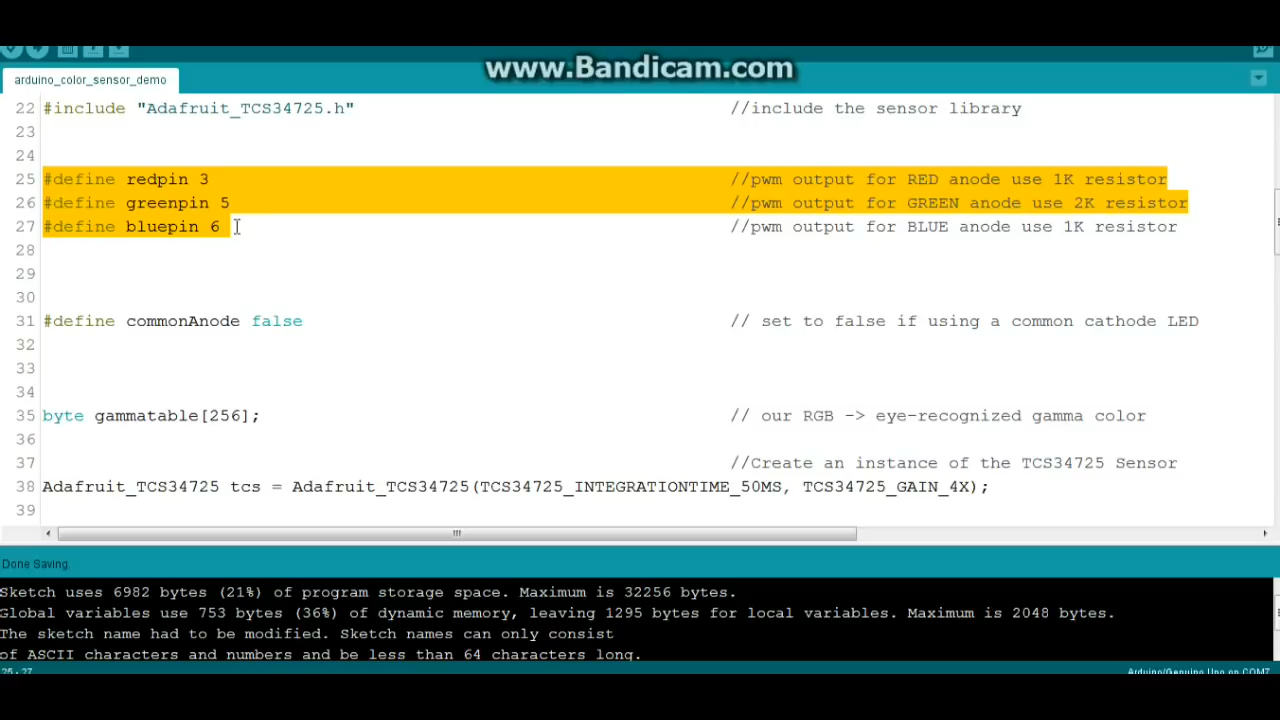 www.Bandicam.com
arduino_color_sensor_demo
22 #include "Adafruit_TCS34725.h" //include the sensor library
23
24
25 #define redpin 3 //pwm output for RED anode use 1K resistor
26 #define greenpin 5 //pwm output for GREEN anode use 2K resistor
27 #define bluepin 6 //pwm output for BLUE anode use 1K resistor
28
29
30
31 #define commonAnode false // set to false if using a common cathode LED
32
33
34
35 byte gammatable[256]; // our RGB -> eye-recognized gamma color
36
37 //Create an instance of the TCS34725 Sensor
38 Adafruit_TCS34725 tcs = Adafruit_TCS34725(TCS34725_INTEGRATIONTIME_50MS, TCS34725_GAIN_4X);
39
Done Saving.
Sketch uses 6982 bytes (21%) of program storage space. Maximum is 32256 bytes.
Global variables use 753 bytes (36%) of dynamic memory, leaving 1295 bytes for local variables. Maximum is 2048 bytes.
The sketch name had to be modified. Sketch names can only consist
of ASCII characters and numbers and be less than 64 characters long.
25 - 27 Arduino/Genuino Uno on COM7